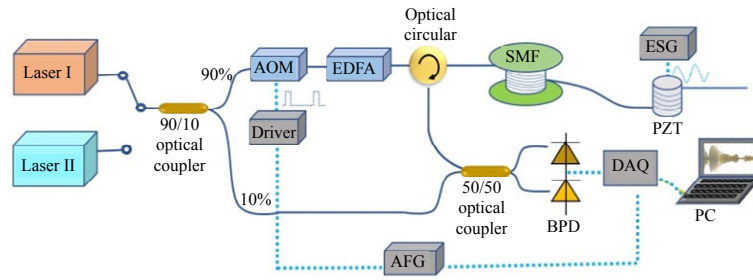 Optical
circular
Laser I
90%
AOM
EDFA
SMF
ESG
PZT
90/10
optical
coupler
Driver
Laser II
10%
50/50
optical
coupler
BPD
DAQ
PC
AFG